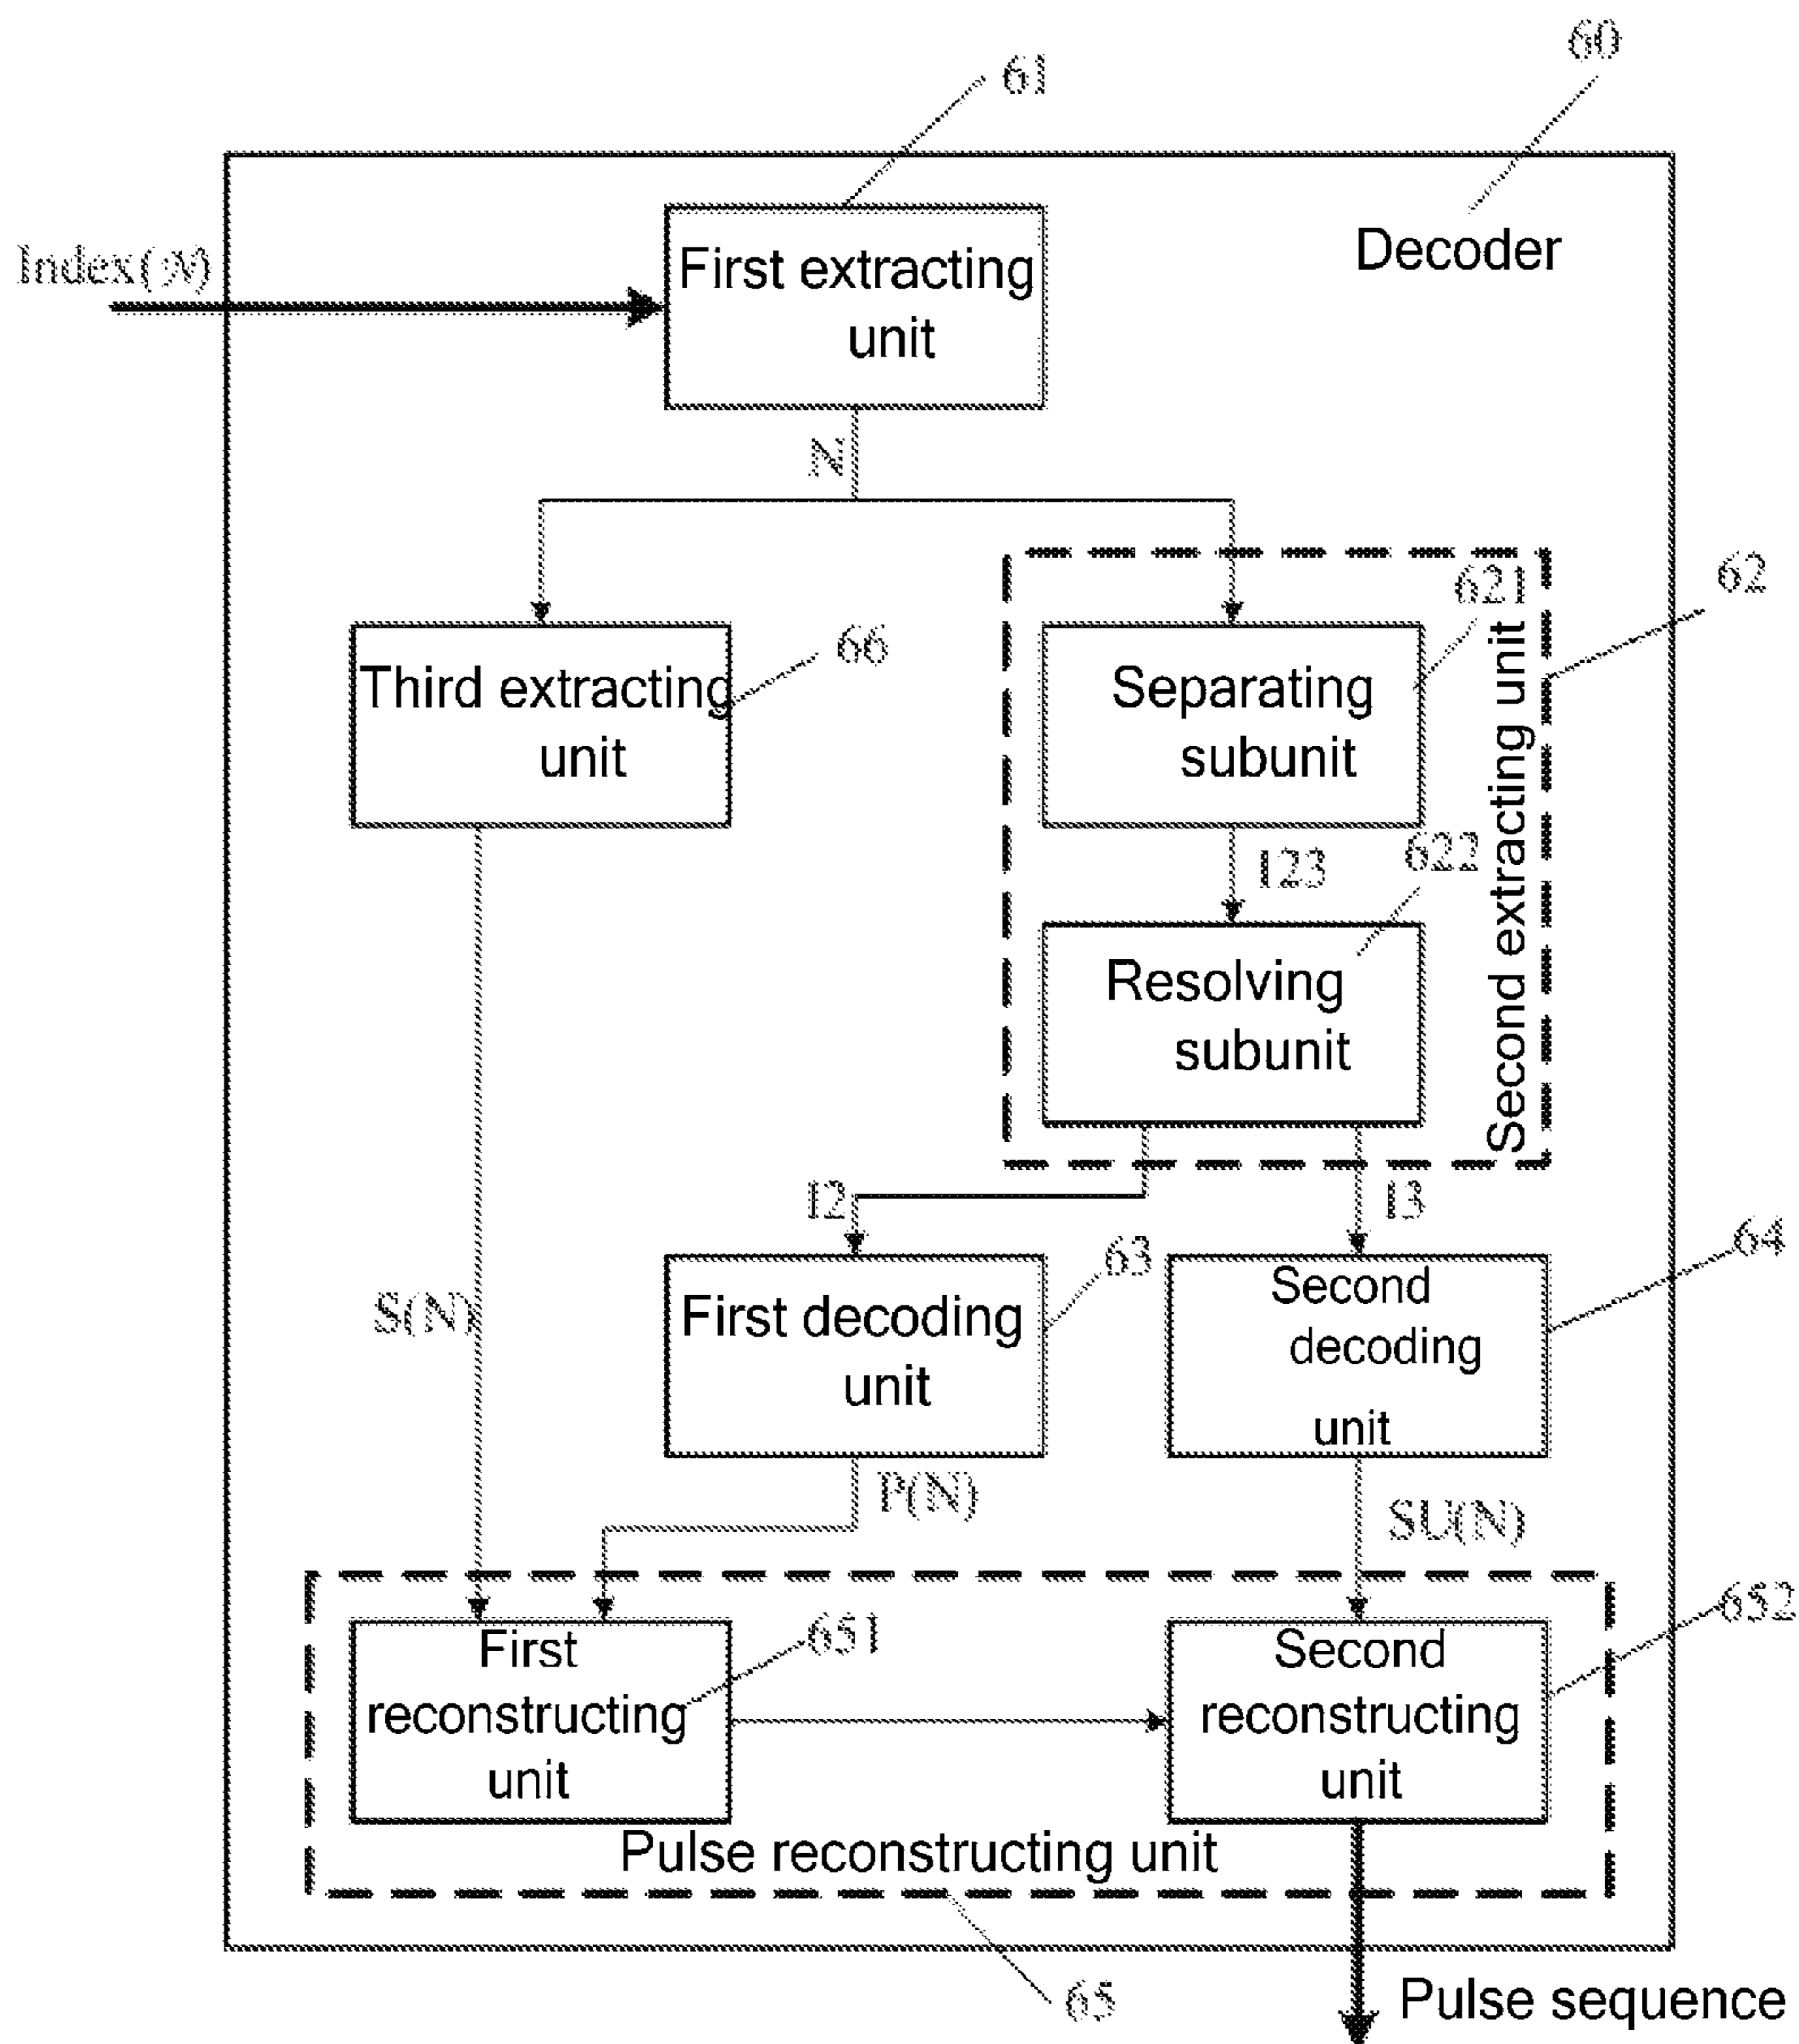 60
61
Index(N)
First extracting
unit
Decoder
N
62
621
66
Third extracting
unit
Separating
subunit
Second extracting unit
I23
622
Resolving
subunit
I2
I3
63
64
S(N)
First decoding
unit
Second
decoding
unit
P(N)
SU(N)
652
651
First
reconstructing
unit
Second
reconstructing
unit
Pulse reconstructing unit
65
Pulse sequence